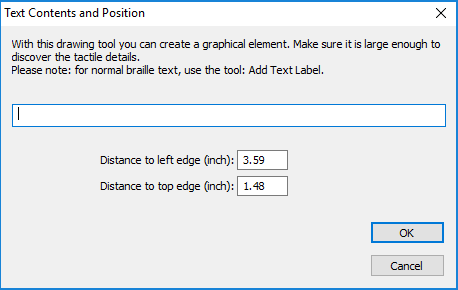 Text Contents and Position
With this drawing tool you can create a graphical element. Make sure it is large enough to
discover the tactile details.
Please note: for normal braille text, use the tool: Add Text Label.
Distance to left edge (inch): 3.59
Distance to top edge (inch): 1.48
OK
Cancel